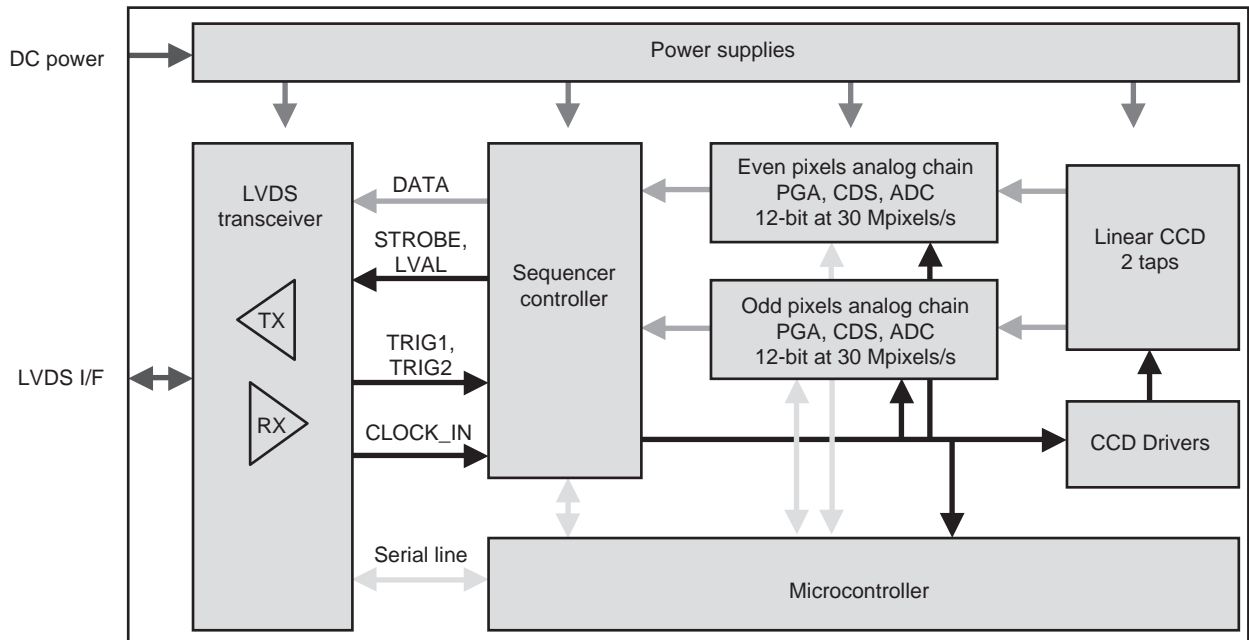 DC power
Power supplies
LVDS
transceiver
DATA
STROBE,
LVAL
TX
TRIG1,
TRIG2
RX
CLOCK_IN
LVDS I/F
Sequencer
controller
Even pixels analog chain
PGA, CDS, ADC
12-bit at 30 Mpixels/s
Odd pixels analog chain
PGA, CDS, ADC
12-bit at 30 Mpixels/s
Linear CCD
2 taps
CCD Drivers
Serial line
Microcontroller